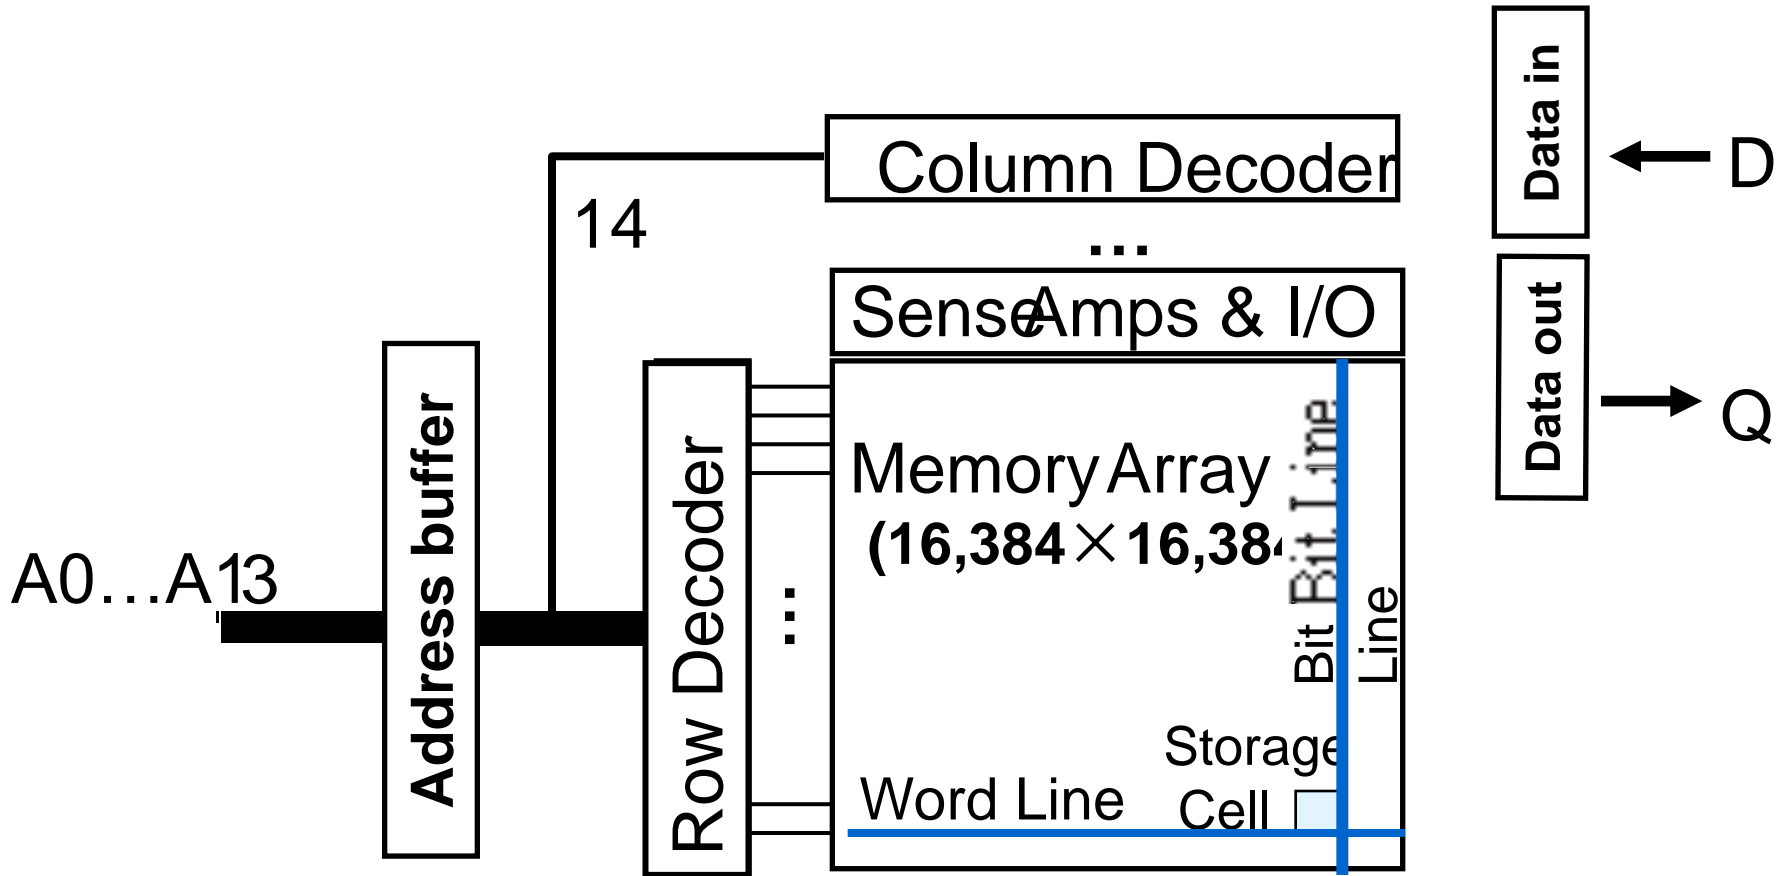 Column Decoder
Data in
D
14
…
Sense Amps & I/O
Data out
Q
Address buffer
Row Decoder
Memory Array
(16,384×16,384
Bit Line
A0…A13
…
Bit
Line
Storage
Cell
Word Line